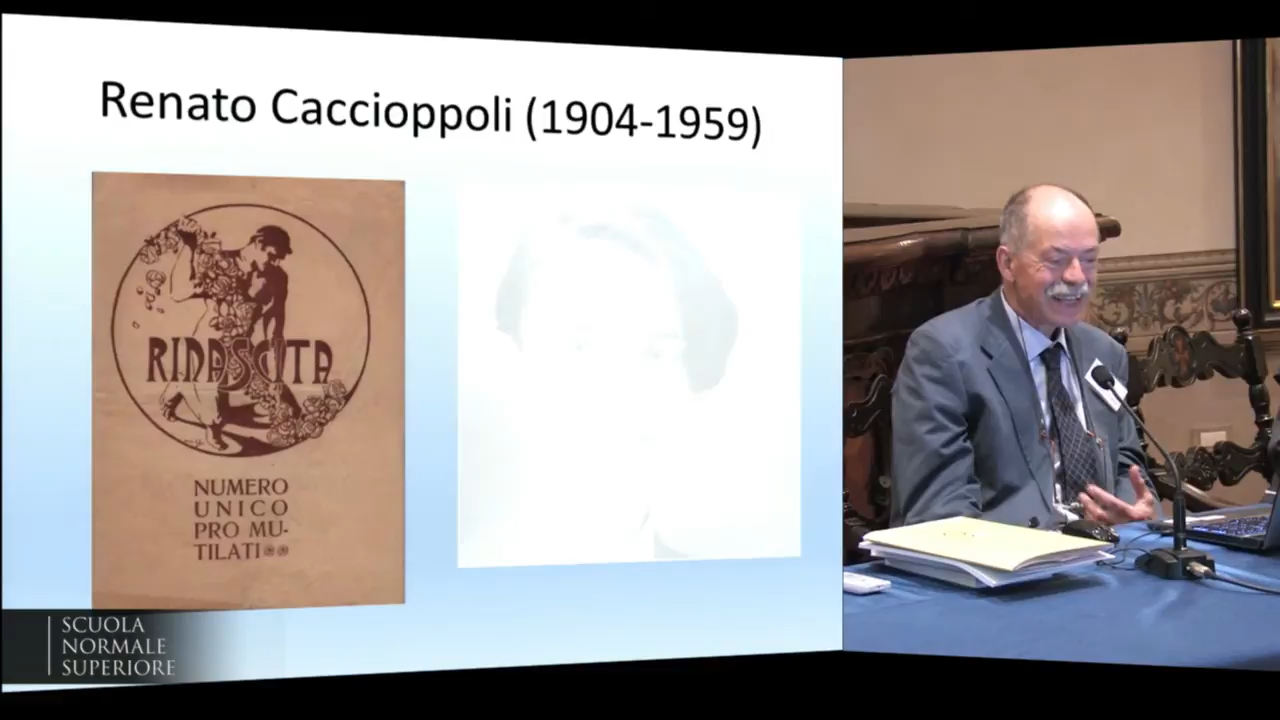 Renato Caccioppoli (1904-1959)
RINASCITA
NUMERO
UNICO
PRO MU-
TILATI
SCUOLA
NORMALE
SUPERIORE